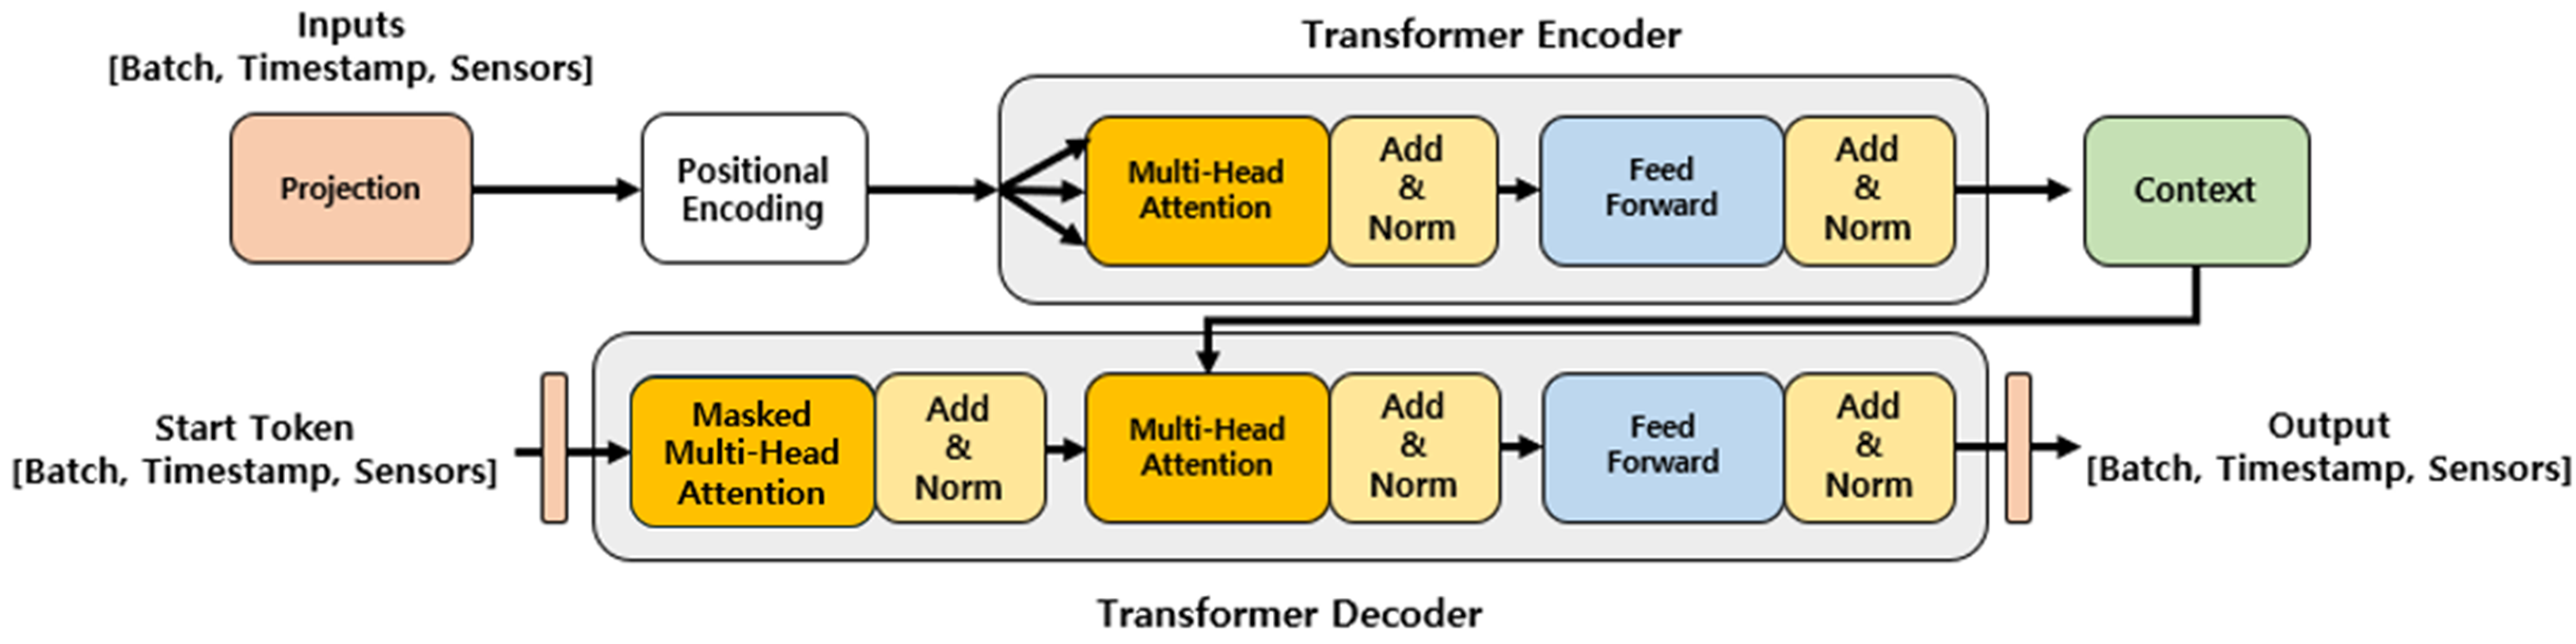 Inputs
[Batch, Timestamp, Sensors]
Transformer Encoder
Projection
Positional
Encoding
Multi-Head
Attention
Add
&
Norm
Feed
Forward
Add
&
Norm
Context
Start Token
[Batch, Timestamp, Sensors]
Masked
Multi-Head
Attention
Add
&
Norm
Multi-Head
Attention
Add
&
Norm
Feed
Forward
Add
&
Norm
Output
[Batch, Timestamp, Sensors]
Transformer Decoder